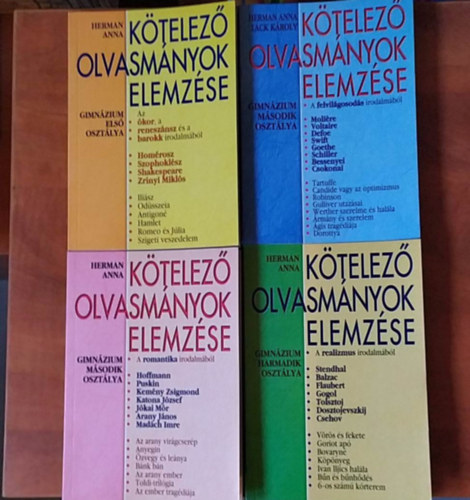 HERMAN
ANNA
KÖTELEZŐ
OLVASMÁNYOK
ELEMZÉSE
GIMNÁZIUM
ELSŐ
OSZTÁLYA
Az
• ókor, a
• reneszánsz és a
• barokk irodalmából
• Homérosz
• Szophoklész
• Shakespeare
• Zrínyi Miklós
• Iliász
• Odüsszeia
• Antigoné
• Hamlet
• Romeo és Júlia
• Szigeti veszedelem
HERMAN ANNA
JACK KÁROLY
KÖTELEZŐ
OLVASMÁNYOK
ELEMZÉSE
GIMNÁZIUM
MÁSODIK
OSZTÁLYA
• A felvilágosodás irodalmából
• Molière
• Voltaire
• Defoe
• Swift
• Goethe
• Schiller
• Bessenyei
• Csokonai
• Tartuffe
• Candide vagy az optimizmus
• Robinson
• Gulliver utazásai
• Werther szerelme és halála
• Ármány és szerelem
• Ágis tragédiája
• Dorottya
HERMAN
ANNA
KÖTELEZŐ
OLVASMÁNYOK
ELEMZÉSE
GIMNÁZIUM
MÁSODIK
OSZTÁLYA
• A romantika irodalmából
• Hoffmann
• Puskin
• Kemény Zsigmond
• Katona József
• Jókai Mór
• Arany János
• Madách Imre
• Az arany virágcserép
• Anyegin
• Özvegy és leánya
• Bánk bán
• Az arany ember
• Toldi-trilógia
• Az ember tragédiája
HERMAN
ANNA
KÖTELEZŐ
OLVASMÁNYOK
ELEMZÉSE
GIMNÁZIUM
HARMADIK
OSZTÁLYA
• A realizmus irodalmából
• Stendhal
• Balzac
• Flaubert
• Gogol
• Tolsztoj
• Dosztojevszkij
• Csehov
• Vörös és fekete
• Goriot apó
• Bovaryné
• Köpönyeg
• Ivan Iljics halála
• Bűn és bűnhődés
• 6-os számú kórterem